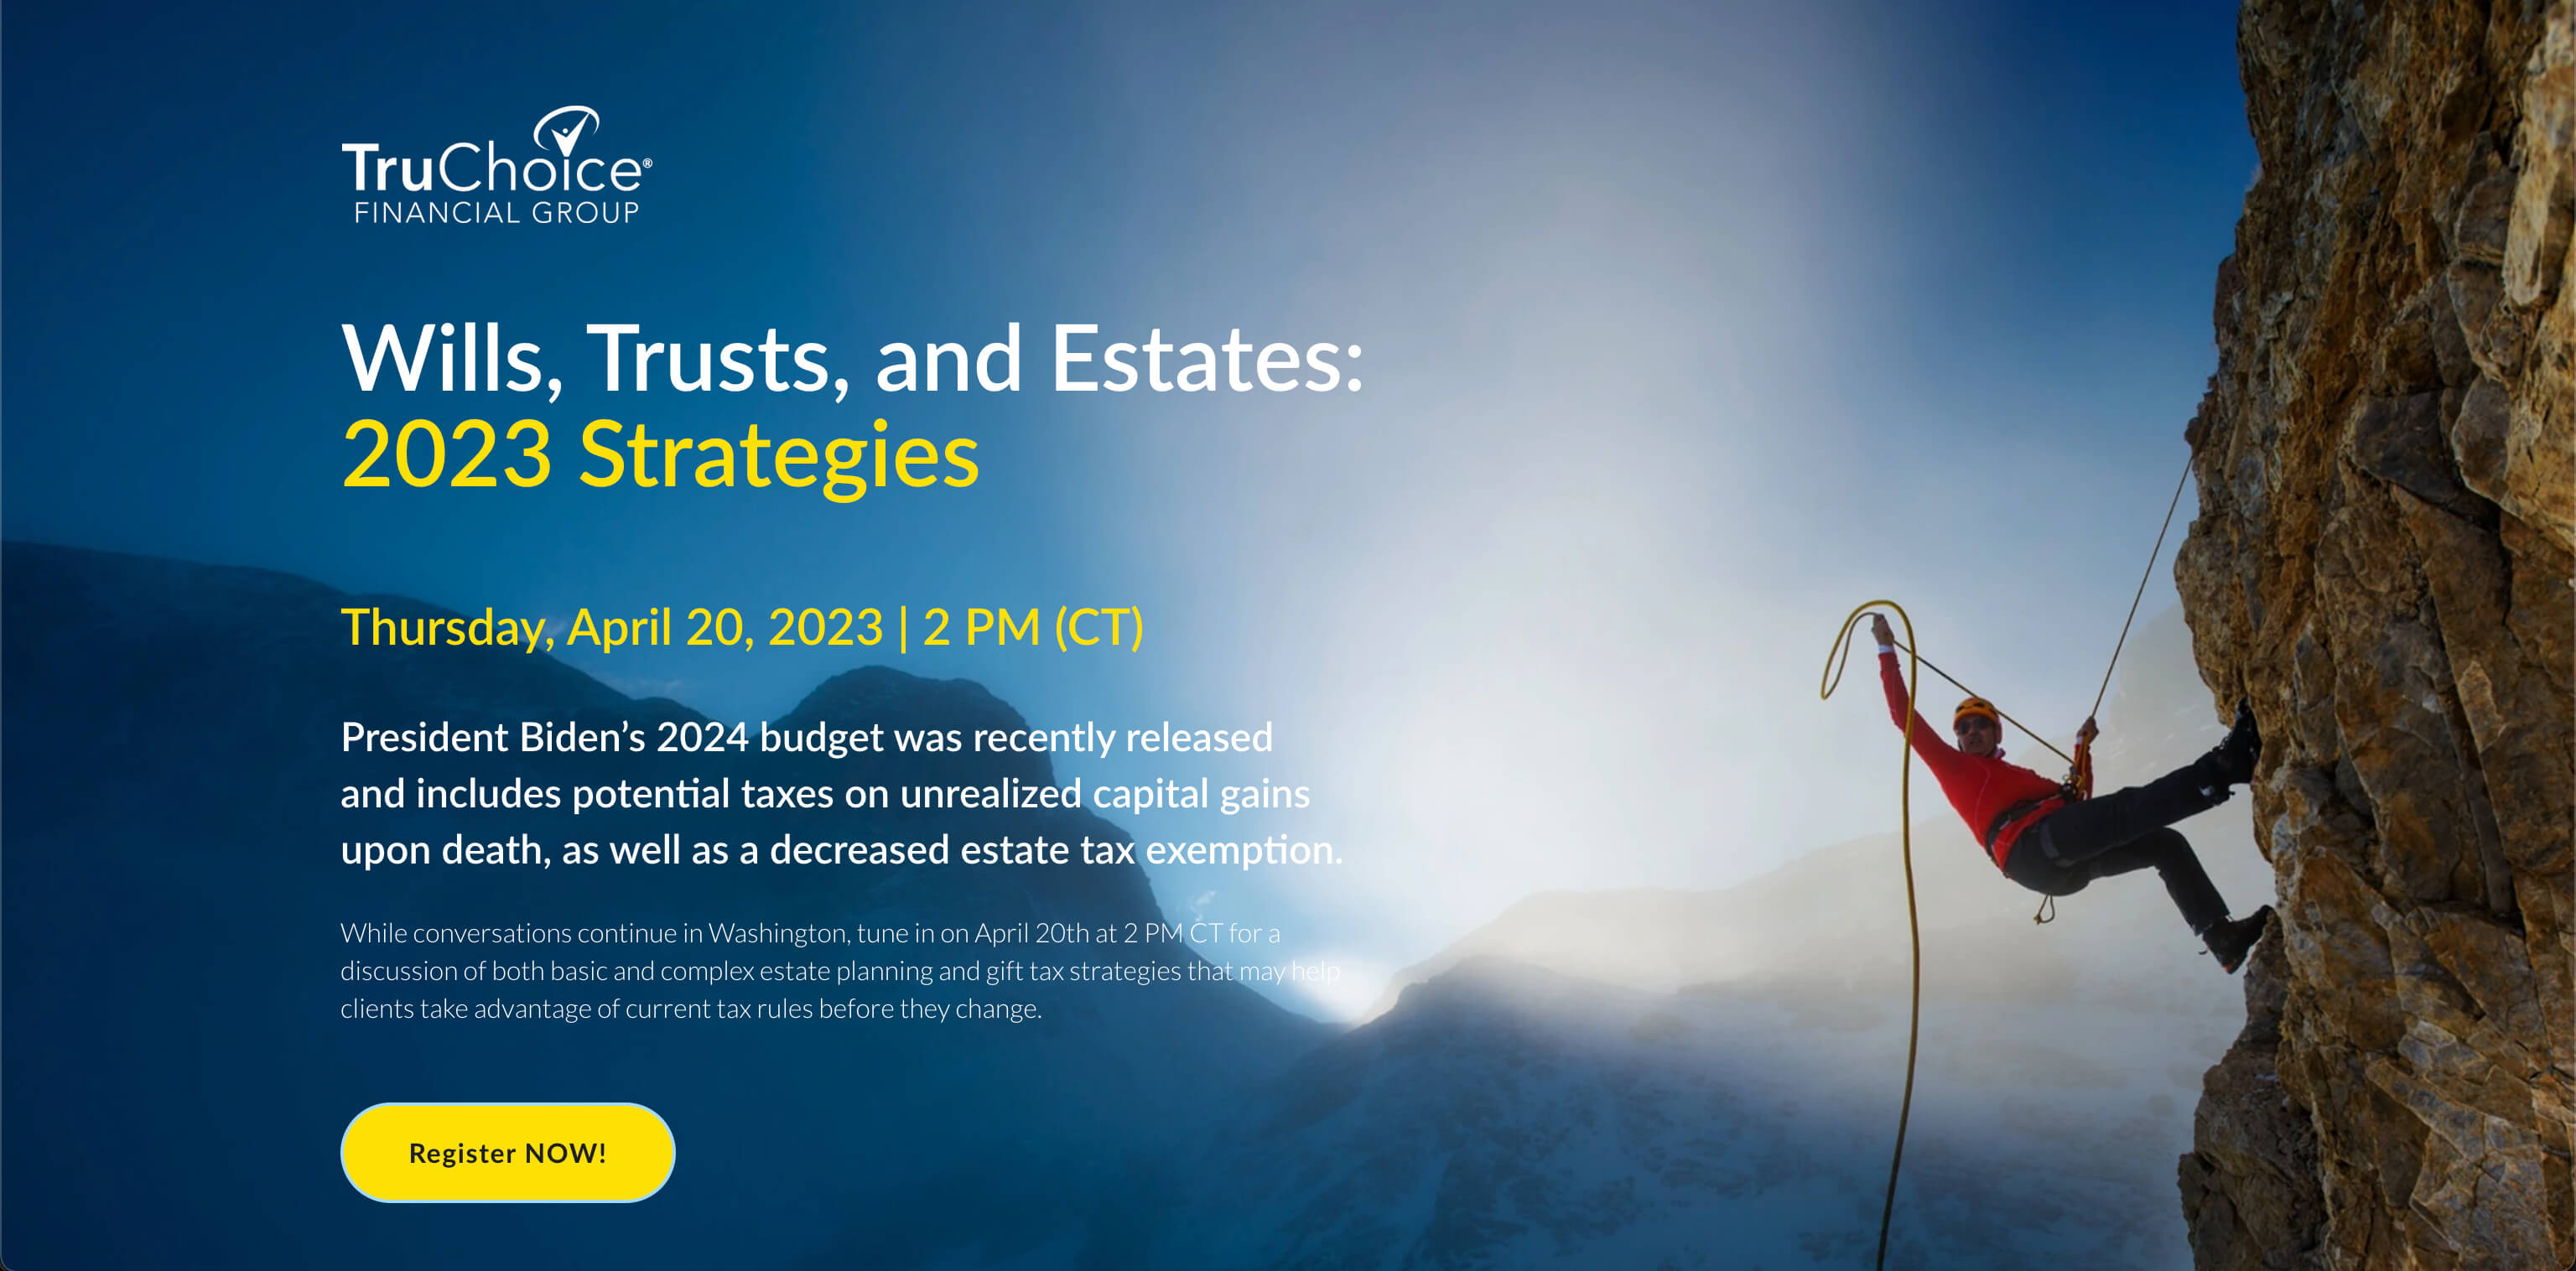 TruChoice®
FINANCIAL GROUP
Wills, Trusts, and Estates:
2023 Strategies
Thursday, April 20, 2023 | 2 PM (CT)
President Biden’s 2024 budget was recently released
and includes potential taxes on unrealized capital gains
upon death, as well as a decreased estate tax exemption.
While conversations continue in Washington, tune in on April 20th at 2 PM CT for a
discussion of both basic and complex estate planning and gift tax strategies that may help
clients take advantage of current tax rules before they change.
Register NOW!